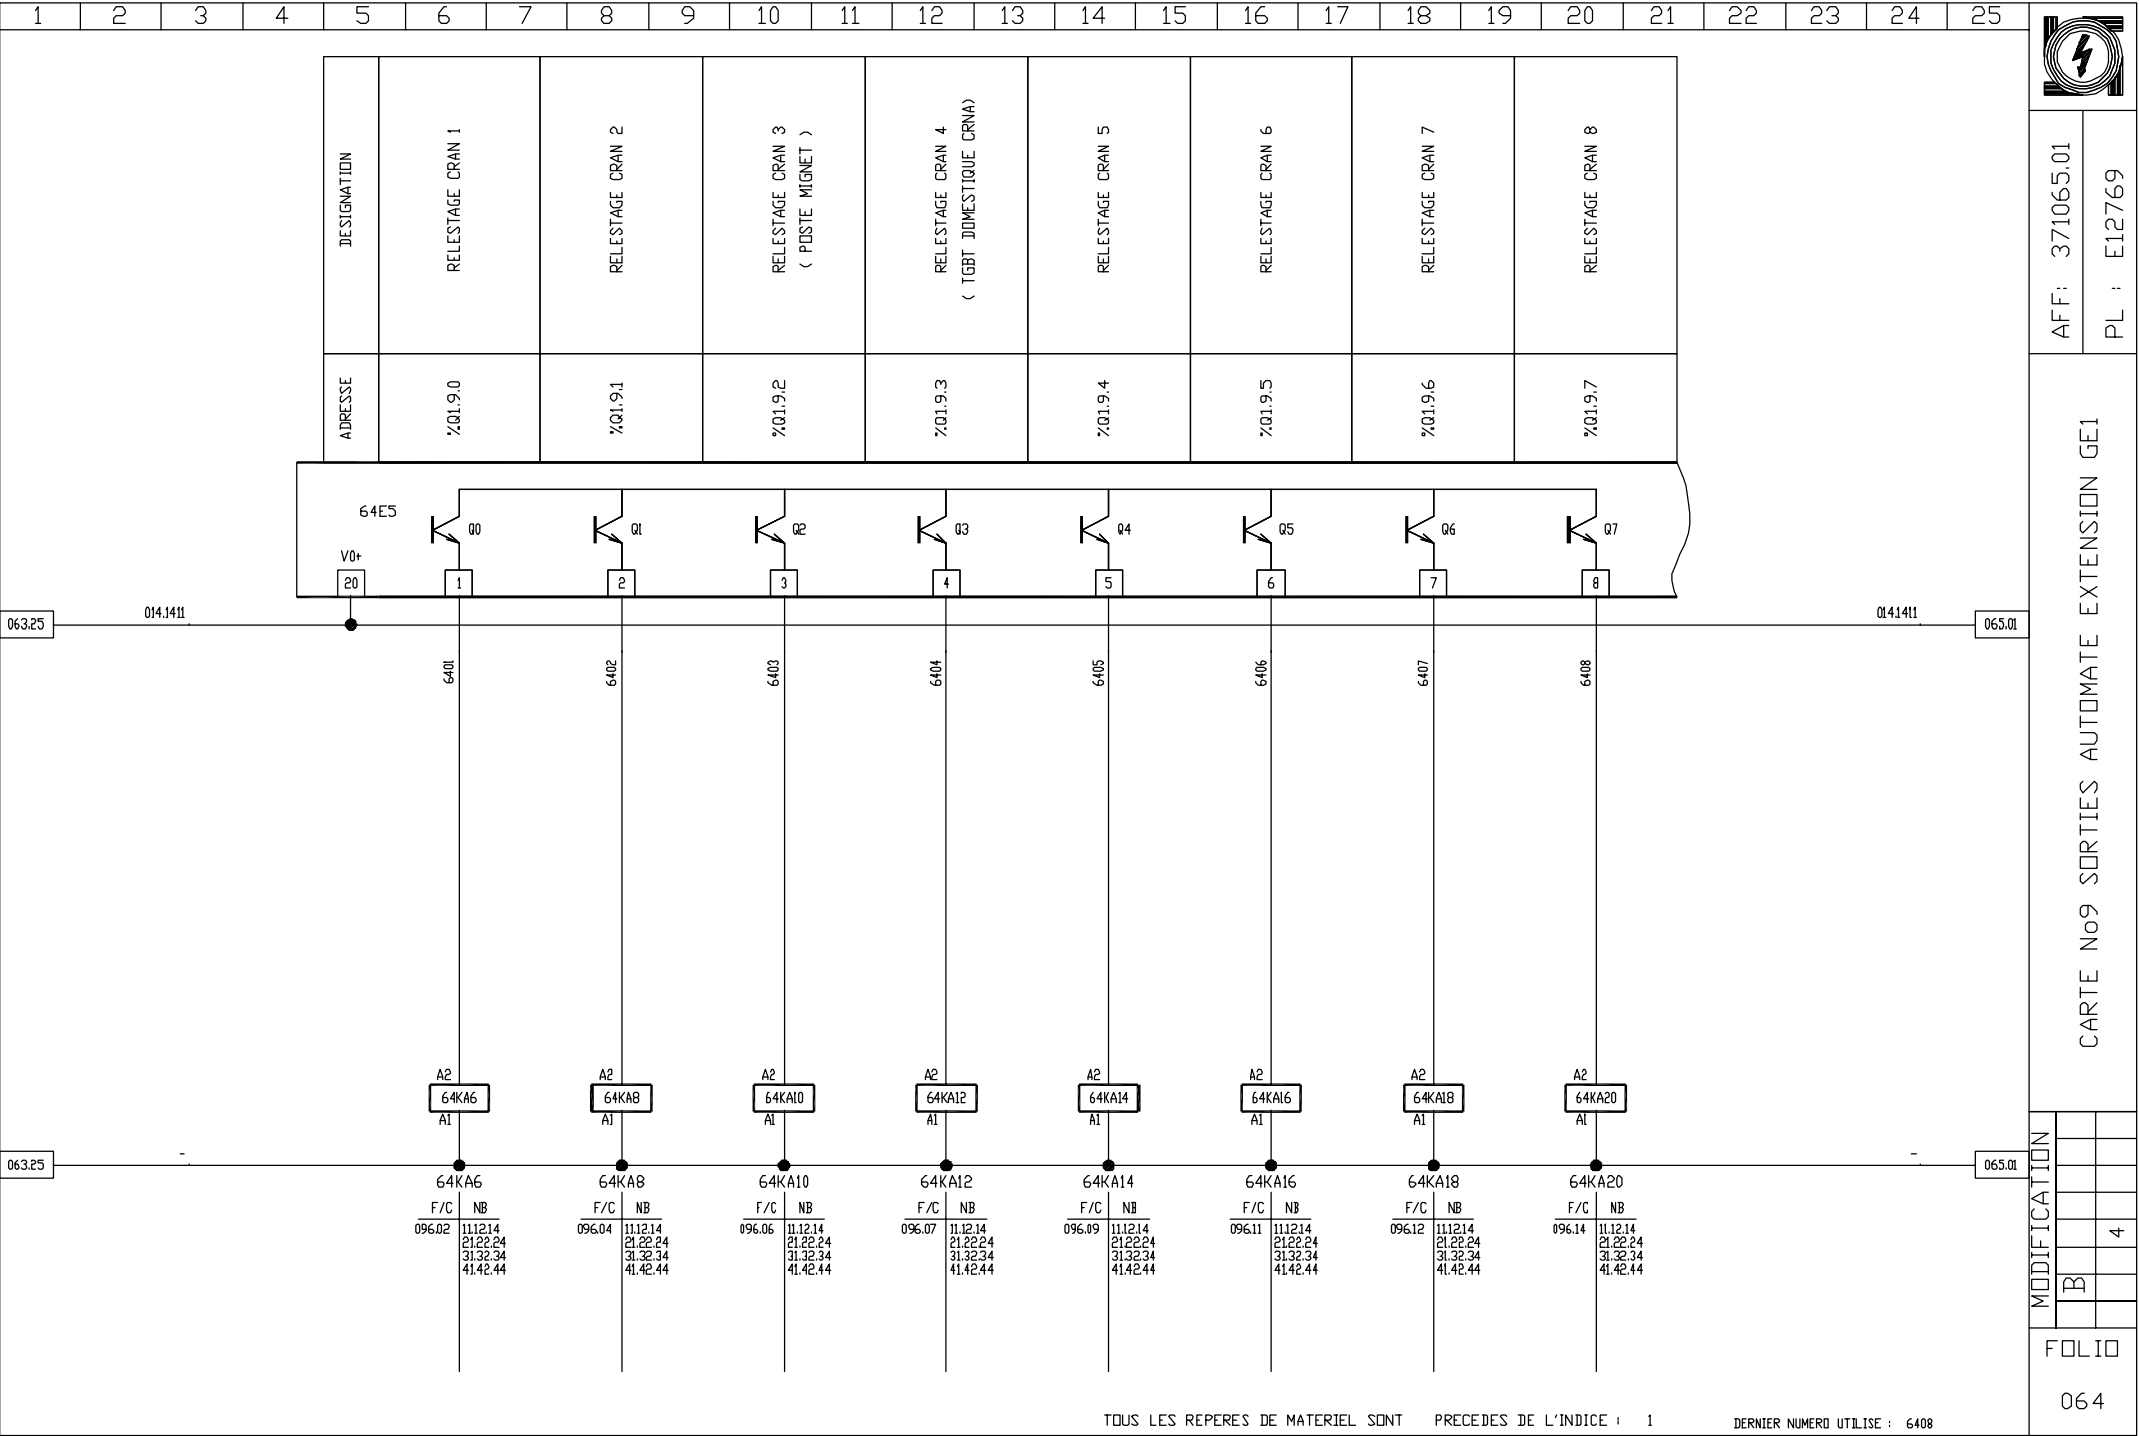 1 2 3 4 5 6 7 8 9 10 11 12 13 14 15 16 17 18 19 20 21 22 23 24 25
DESIGNATION
RELESTAGE CRAN 1
RELESTAGE CRAN 2
RELESTAGE CRAN 3
( POSTE MIGNET )
RELESTAGE CRAN 4
( TGBT DOMESTIQUE CRNA)
RELESTAGE CRAN 5
RELESTAGE CRAN 6
RELESTAGE CRAN 7
RELESTAGE CRAN 8
ADRESSE
%Q1.9.0
%Q1.9.1
%Q1.9.2
%Q1.9.3
%Q1.9.4
%Q1.9.5
%Q1.9.6
%Q1.9.7
64E5
Q0 Q1 Q2 Q3 Q4 Q5 Q6 Q7
V0+
20 1 2 3 4 5 6 7 8
063.25 014.1411 014.1411 065.01
6401 6402 6403 6404 6405 6406 6407 6408
A2 A2 A2 A2 A2 A2 A2 A2
64KA6 64KA8 64KA10 64KA12 64KA14 64KA16 64KA18 64KA20
A1 A1 A1 A1 A1 A1 A1 A1
063.25 - - 065.01
64KA6 64KA8 64KA10 64KA12 64KA14 64KA16 64KA18 64KA20
F/C NB F/C NB F/C NB F/C NB F/C NB F/C NB F/C NB F/C NB
096.02 11.12.14 096.04 11.12.14 096.06 11.12.14 096.07 11.12.14 096.09 11.12.14 096.11 11.12.14 096.12 11.12.14 096.14 11.12.14
21.22.24 21.22.24 21.22.24 21.22.24 21.22.24 21.22.24 21.22.24 21.22.24
31.32.34 31.32.34 31.32.34 31.32.34 31.32.34 31.32.34 31.32.34 31.32.34
41.42.44 41.42.44 41.42.44 41.42.44 41.42.44 41.42.44 41.42.44 41.42.44
TOUS LES REPERES DE MATERIEL SONT PRECEDES DE L'INDICE : 1
DERNIER NUMERO UTILISE : 6408
AFF: 371065.01
PL : E12769
CARTE No9 SORTIES AUTOMATE EXTENSION GE1
MODIFICATION
B
4
FOLIO
064